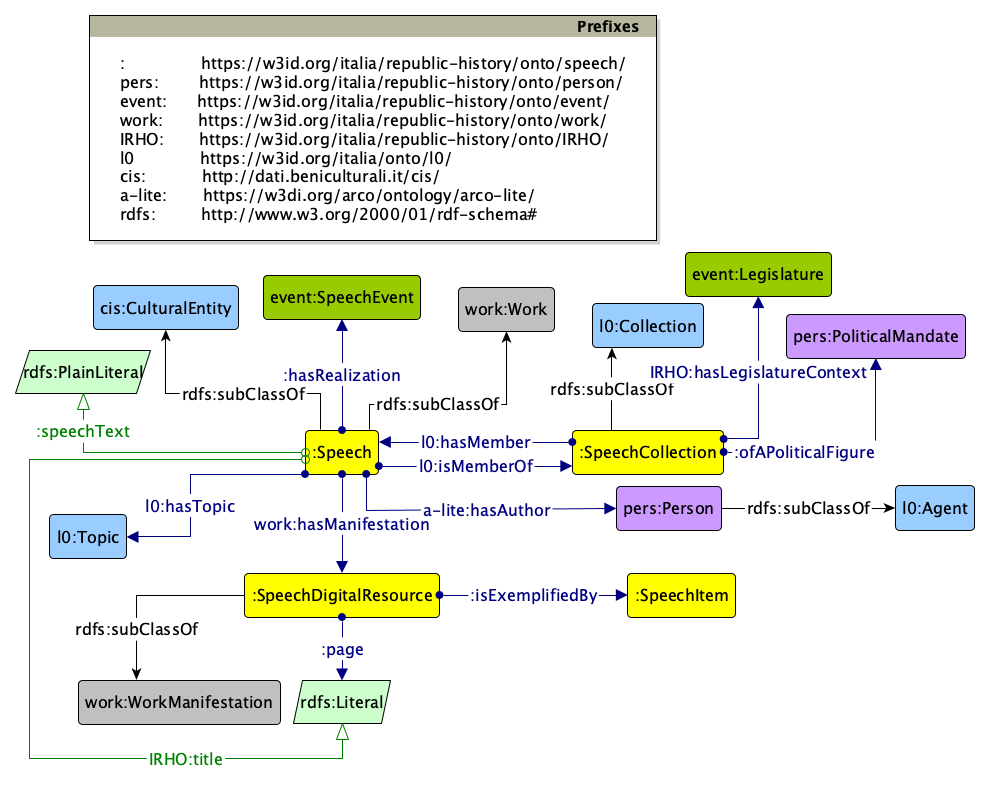 Prefixes
: https://w3id.org/italia/republic-history/onto/speech/
pers: https://w3id.org/italia/republic-history/onto/person/
event: https://w3id.org/italia/republic-history/onto/event/
work: https://w3id.org/italia/republic-history/onto/work/
IRHO: https://w3id.org/italia/republic-history/onto/IRHO/
l0 https://w3id.org/italia/onto/l0/
cis: http://dati.beniculturali.it/cis/
a-lite: https://w3di.org/arco/ontology/arco-lite/
rdfs: http://www.w3.org/2000/01/rdf-schema#
event:Legislature
cis:CulturalEntity
event:SpeechEvent
work:Work
l0:Collection
pers:PoliticalMandate
rdfs:PlainLiteral
:hasRealization
IRHO:hasLegislatureContext
rdfs:subClassOf
rdfs:subClassOf
rdfs:subClassOf
:speechText
l0:hasMember
:Speech
:SpeechCollection
:ofAPoliticalFigure
l0:isMemberOf
l0:hasTopic
a-lite:hasAuthor
pers:Person
rdfs:subClassOf
l0:Agent
work:hasManifestation
l0:Topic
:SpeechDigitalResource
:isExemplifiedBy
:SpeechItem
rdfs:subClassOf
:page
work:WorkManifestation
rdfs:Literal
IRHO:title